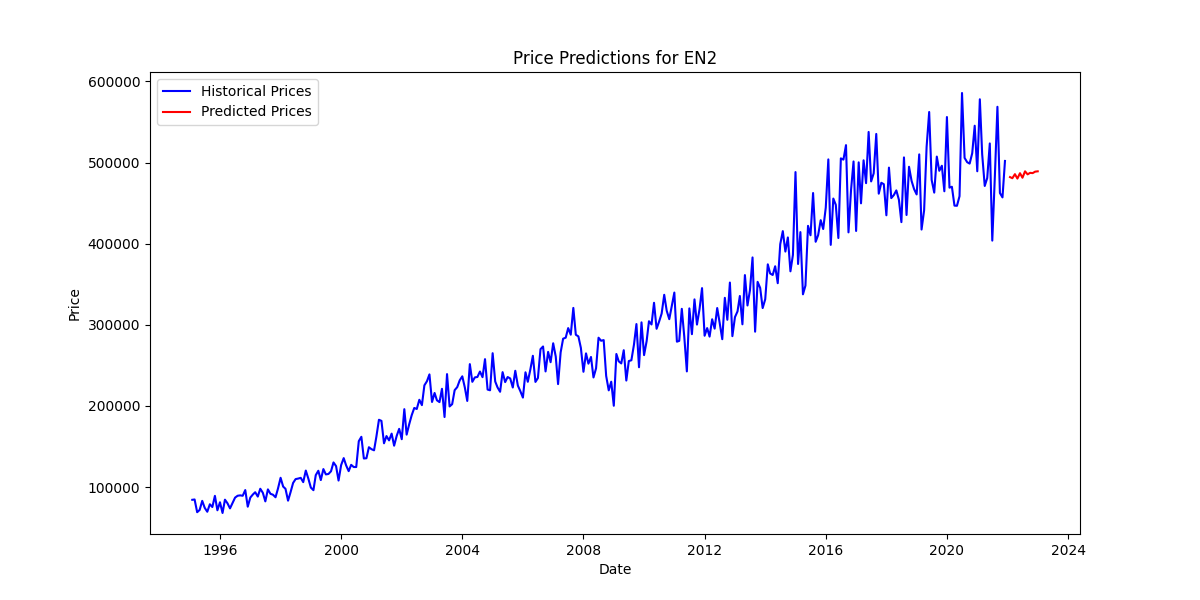 Price Predictions for EN2
Historical Prices
Predicted Prices
600000
500000
400000
300000
200000
100000
Price
1996 2000 2004 2008 2012 2016 2020 2024
Date